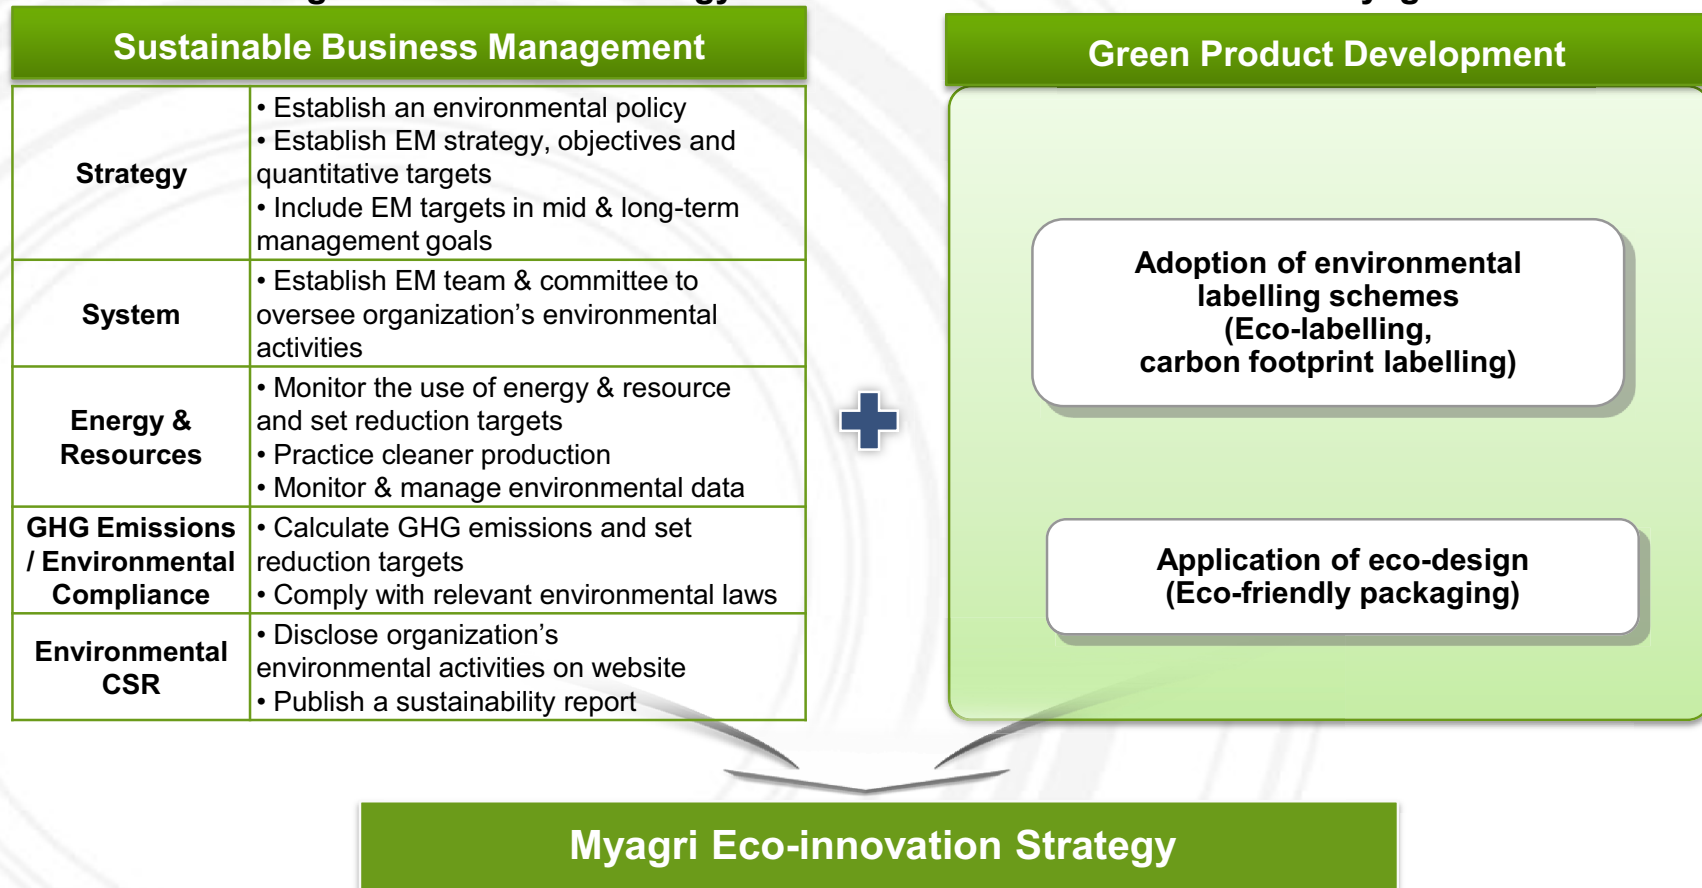 Sustainable Business Management
Strategy
• Establish an environmental policy
• Establish EM strategy, objectives and
quantitative targets
• Include EM targets in mid & long-term
management goals
System
• Establish EM team & committee to
oversee organization’s environmental
activities
Energy &
Resources
• Monitor the use of energy & resource
and set reduction targets
• Practice cleaner production
• Monitor & manage environmental data
GHG Emissions
/ Environmental
Compliance
• Calculate GHG emissions and set
reduction targets
• Comply with relevant environmental laws
Environmental
CSR
• Disclose organization’s
environmental activities on website
• Publish a sustainability report
Green Product Development
Adoption of environmental
labelling schemes
(Eco-labelling,
carbon footprint labelling)
Application of eco-design
(Eco-friendly packaging)
Myagri Eco-innovation Strategy